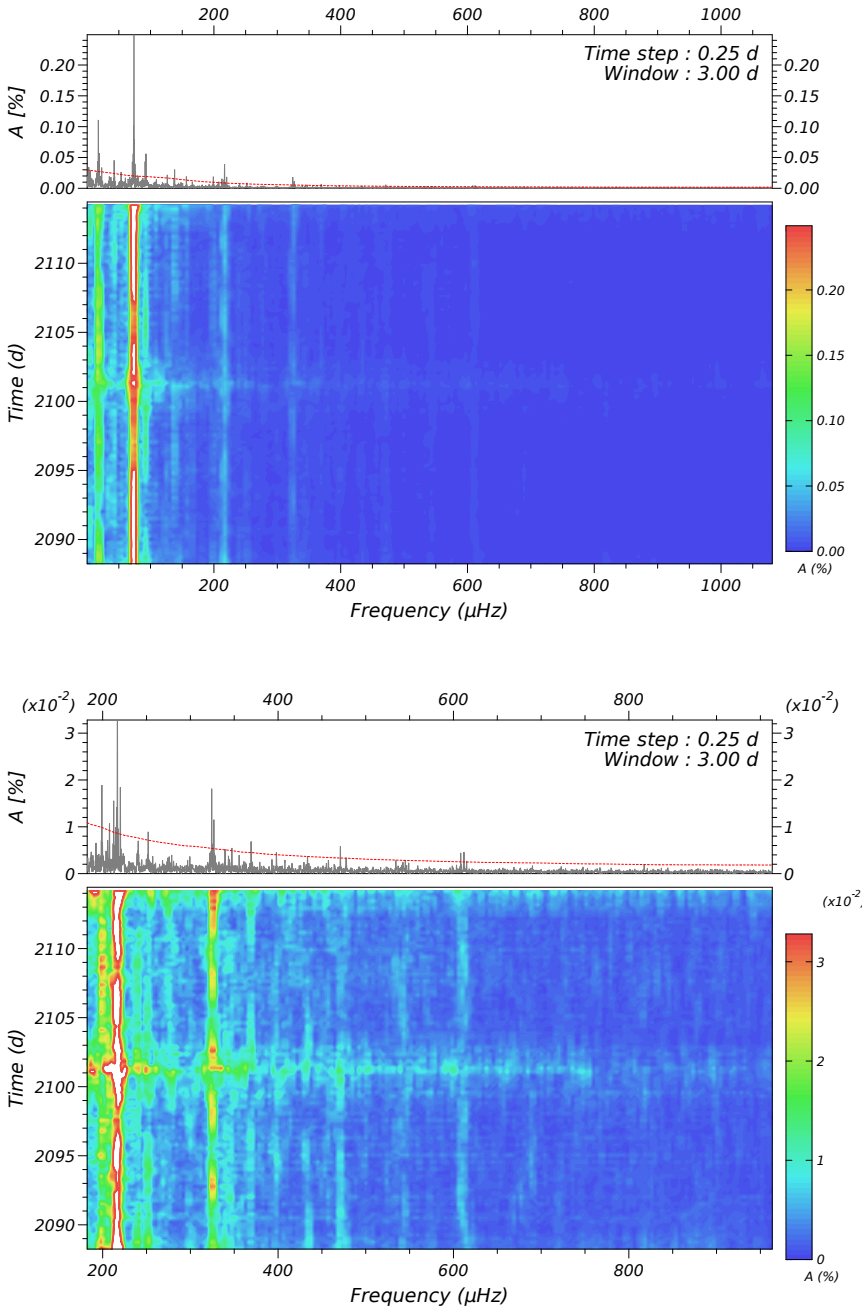 200 400 600 800 1000
Time step : 0.25 d
Window : 3.00 d
A [%]
0.20 0.20
0.15 0.15
0.10 0.10
0.05 0.05
0.00 0.00
Time (d)
2110
2105
2100
2095
2090
0.20
0.15
0.10
0.05
0.00
A (%)
200 400 600 800 1000
Frequency (μHz)
(x10⁻²) 200 400 600 800 (x10⁻²)
Time step : 0.25 d
Window : 3.00 d
A [%]
3 3
2 2
1 1
0 0
(x10⁻²)
Time (d)
2110
2105
2100
2095
2090
3
2
1
0
A (%)
200 400 600 800
Frequency (μHz)